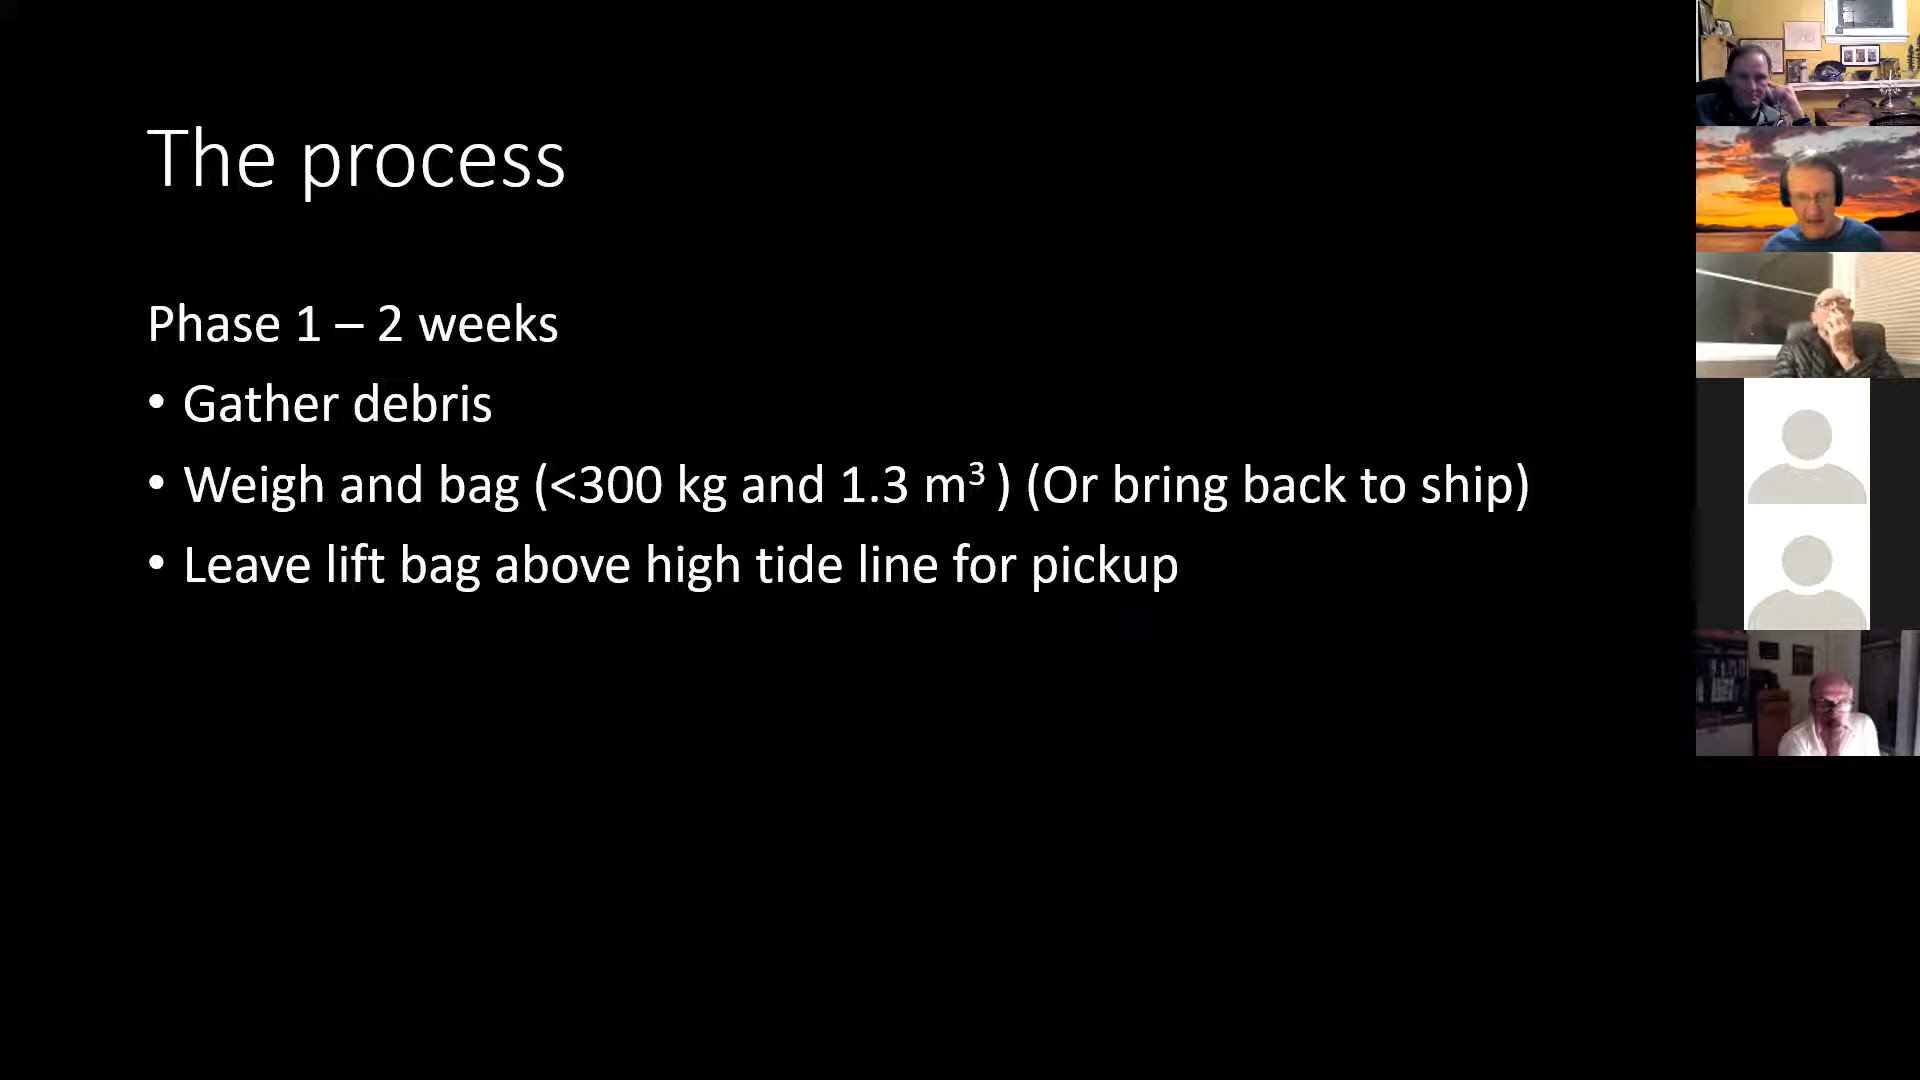 The process
Phase 1 – 2 weeks
• Gather debris
• Weigh and bag (<300 kg and 1.3 m³ ) (Or bring back to ship)
• Leave lift bag above high tide line for pickup